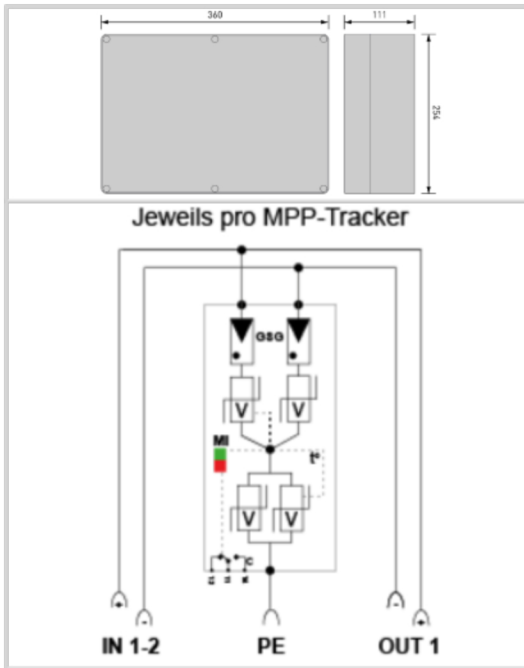 360
111
254
Jeweils pro MPP-Tracker
GSG
V
V
MI
t°
V
V
C
+
-
-
+
IN 1-2
PE
OUT 1